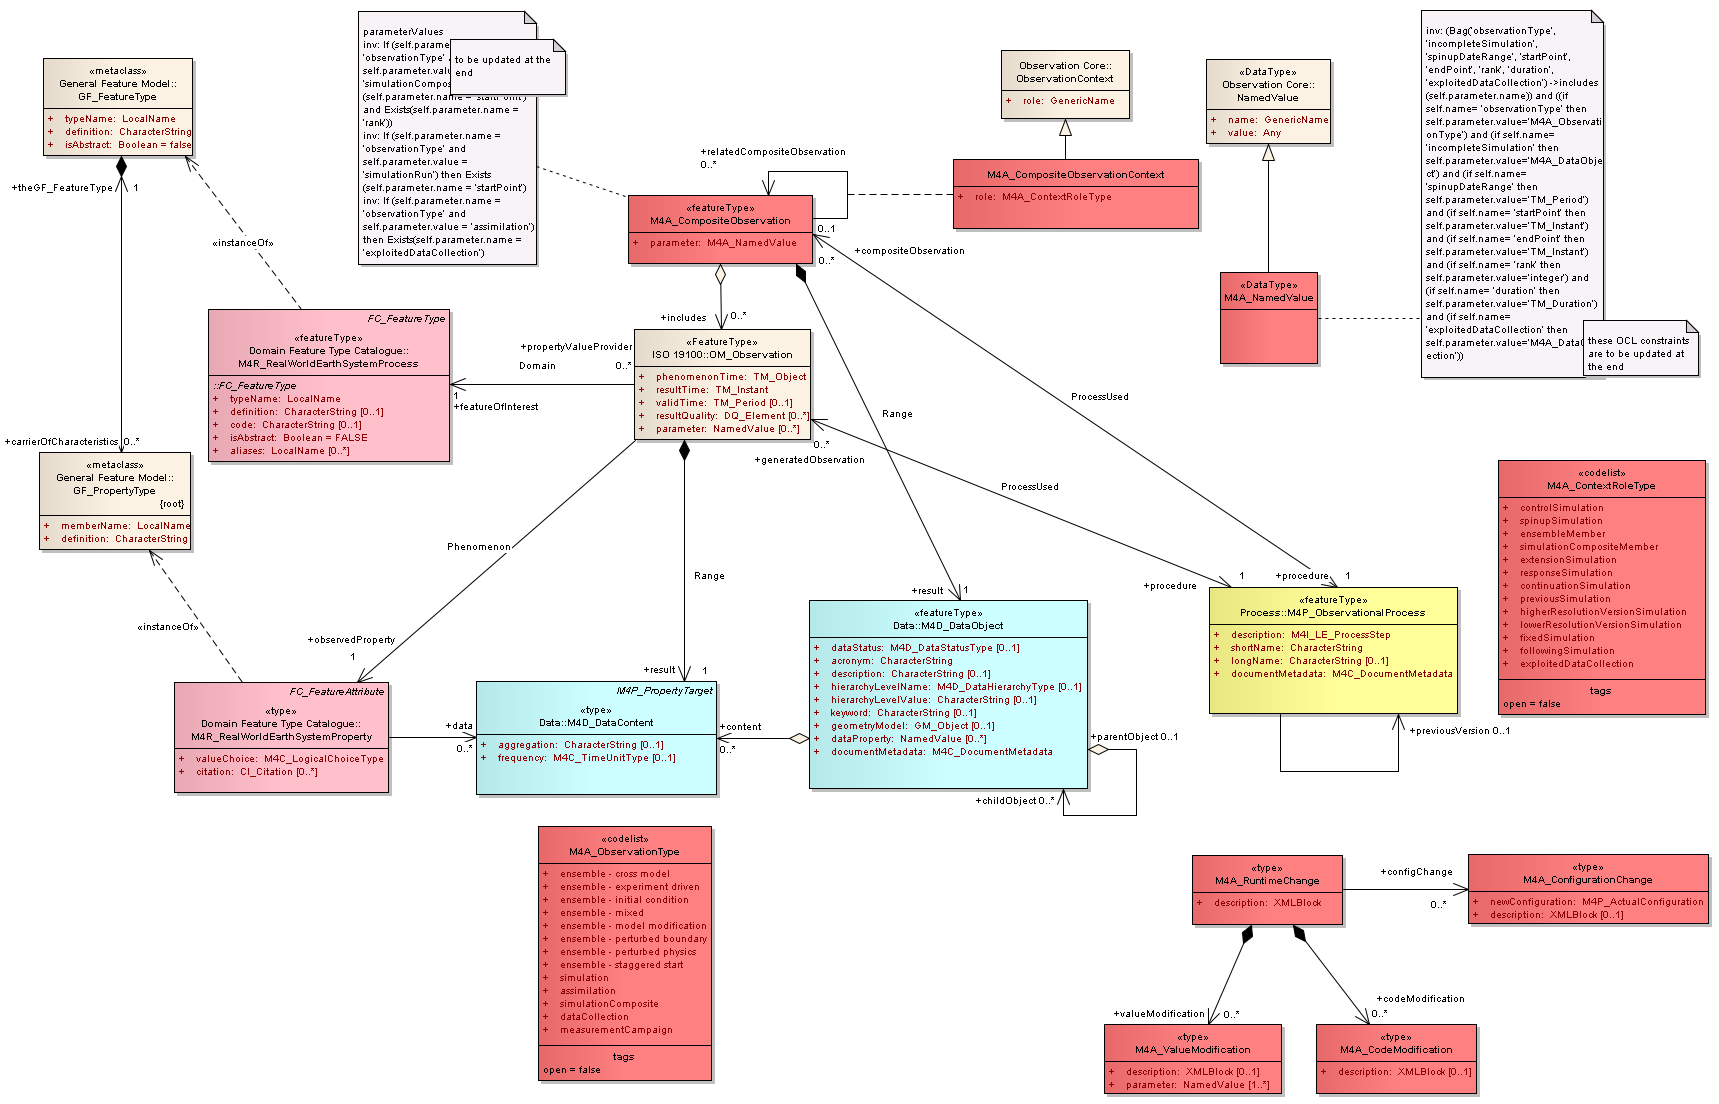 parameterValues
inv: If (self.parame
'observationType'
self.parameter.valu
'simulationCompos
(self.parameter.name = 'startPoint')
and Exists(self.parameter.name =
'rank'))
inv: If (self.parameter.name =
'observationType' and
self.parameter.value =
'simulationRun') then Exists
(self.parameter.name = 'startPoint')
inv: If (self.parameter.name =
'observationType' and
self.parameter.value = 'assimilation')
then Exists(self.parameter.name =
'exploitedDataCollection')
to be updated at the
end
«metaclass»
General Feature Model::
GF_FeatureType
+ typeName: LocalName
+ definition: CharacterString
+ isAbstract: Boolean = false
+theGF_FeatureType
1
«instanceOf»
+carrierOfCharacteristics 0..*
«metaclass»
General Feature Model::
GF_PropertyType
{root}
+ memberName: LocalName
+ definition: CharacterString
«instanceOf»
Observation Core::
ObservationContext
+ role: GenericName
«DataType»
Observation Core::
NamedValue
+ name: GenericName
+ value: Any
inv: (Bag('observationType',
'incompleteSimulation',
'spinupDateRange', 'startPoint',
'endPoint', 'rank', 'duration',
'exploitedDataCollection') ->includes
(self.parameter.name)) and ((if
self.name= 'observationType' then
self.parameter.value='M4A_Observati
onType') and (if self.name=
'incompleteSimulation' then
self.parameter.value='M4A_DataObje
ct') and (if self.name=
'spinupDateRange' then
self.parameter.value='TM_Period')
and (if self.name= 'startPoint' then
self.parameter.value='TM_Instant')
and (if self.name= 'endPoint' then
self.parameter.value='TM_Instant')
and (if self.name= 'rank' then
self.parameter.value='integer') and
(if self.name= 'duration' then
self.parameter.value='TM_Duration')
and (if self.name=
'exploitedDataCollection' then
self.parameter.value='M4A_DataC
ection'))
these OCL constraints
are to be updated at
the end
+relatedCompositeObservation
0..*
M4A_CompositeObservationContext
+ role: M4A_ContextRoleType
«featureType»
M4A_CompositeObservation
+ parameter: M4A_NamedValue
0..1
0..*
+compositeObservation
«DataType»
M4A_NamedValue
+includes
0..*
FC_FeatureType
«featureType»
Domain Feature Type Catalogue::
M4R_RealWorldEarthSystemProcess
::FC_FeatureType
+ typeName: LocalName
+ definition: CharacterString [0..1]
+ code: CharacterString [0..1]
+ isAbstract: Boolean = FALSE
+ aliases: LocalName [0..*]
+propertyValueProvider
Domain
0..*
1
+featureOfInterest
«FeatureType»
ISO 19100::OM_Observation
+ phenomenonTime: TM_Object
+ resultTime: TM_Instant
+ validTime: TM_Period [0..1]
+ resultQuality: DQ_Element [0..*]
+ parameter: NamedValue [0..*]
0..*
+generatedObservation
Range
ProcessUsed
ProcessUsed
Phenomenon
Range
+procedure
1
+procedure
1
+result
1
+observedProperty
1
+result
1
«codelist»
M4A_ContextRoleType
+ controlSimulation
+ spinupSimulation
+ ensembleMember
+ simulationCompositeMember
+ extensionSimulation
+ responseSimulation
+ continuationSimulation
+ previousSimulation
+ higherResolutionVersionSimulation
+ lowerResolutionVersionSimulation
+ fixedSimulation
+ followingSimulation
+ exploitedDataCollection
tags
open = false
«featureType»
Process::M4P_ObservationalProcess
+ description: M4I_LE_ProcessStep
+ shortName: CharacterString
+ longName: CharacterString [0..1]
+ documentMetadata: M4C_DocumentMetadata
+previousVersion 0..1
«featureType»
Data::M4D_DataObject
+ dataStatus: M4D_DataStatusType [0..1]
+ acronym: CharacterString
+ description: CharacterString [0..1]
+ hierarchyLevelName: M4D_DataHierarchyType [0..1]
+ hierarchyLevelValue: CharacterString [0..1]
+ keyword: CharacterString [0..1]
+ geometryModel: GM_Object [0..1]
+ dataProperty: NamedValue [0..*]
+ documentMetadata: M4C_DocumentMetadata
+parentObject 0..1
+childObject 0..*
FC_FeatureAttribute
«type»
Domain Feature Type Catalogue::
M4R_RealWorldEarthSystemProperty
+ valueChoice: M4C_LogicalChoiceType
+ citation: CI_Citation [0..*]
+data
0..*
M4P_PropertyTarget
«type»
Data::M4D_DataContent
+ aggregation: CharacterString [0..1]
+ frequency: M4C_TimeUnitType [0..1]
+content
0..*
«codelist»
M4A_ObservationType
+ ensemble - cross model
+ ensemble - experiment driven
+ ensemble - initial condition
+ ensemble - mixed
+ ensemble - model modification
+ ensemble - perturbed boundary
+ ensemble - perturbed physics
+ ensemble - staggered start
+ simulation
+ assimilation
+ simulationComposite
+ dataCollection
+ measurementCampaign
tags
open = false
«type»
M4A_RuntimeChange
+ description: XMLBlock
+configChange
0..*
«type»
M4A_ConfigurationChange
+ newConfiguration: M4P_ActualConfiguration
+ description: XMLBlock [0..1]
+valueModification
0..*
+codeModification
0..*
«type»
M4A_ValueModification
+ description: XMLBlock [0..1]
+ parameter: NamedValue [1..*]
«type»
M4A_CodeModification
+ description: XMLBlock [0..1]